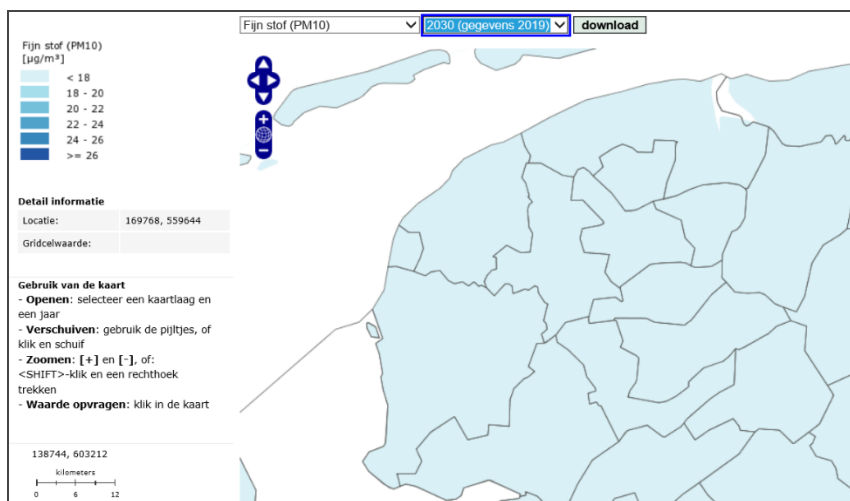 Fijn stof (PM10) 2030 (gegevens 2019) download
Fijn stof (PM10)
[µg/m³]
< 18
18 - 20
20 - 22
22 - 24
24 - 26
>= 26
Detail informatie
Locatie: 169768, 559644
Gridcelwaarde:
Gebruik van de kaart
- Openen: selecteer een kaartlaag en
een jaar
- Verschuiven: gebruik de pijltjes, of
klik en schuif
- Zoomen: [+] en [-], of:
<SHIFT>-klik en een rechthoek
trekken
- Waarde opvragen: klik in de kaart
138744, 603212
kilometers
0 6 12